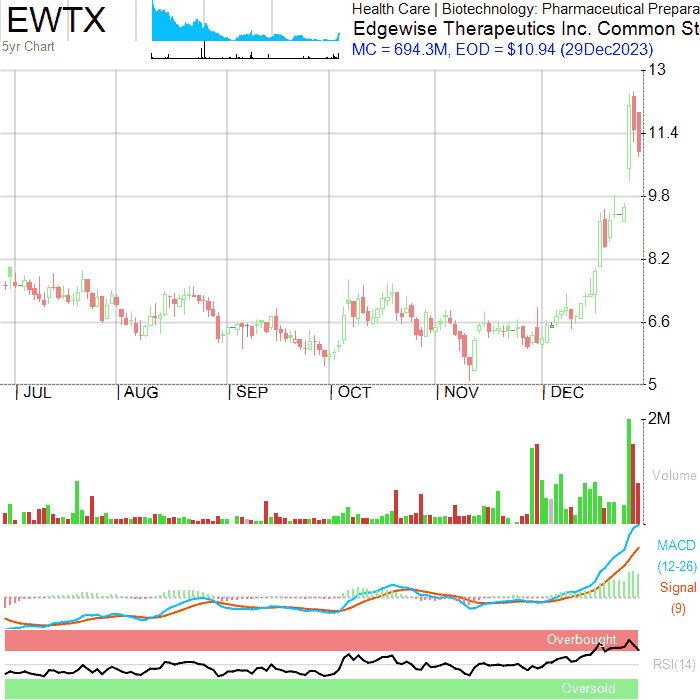 EWTX
5yr Chart
Health Care | Biotechnology: Pharmaceutical Prepara
Edgewise Therapeutics Inc. Common St
MC = 694.3M, EOD = $10.94 (29Dec2023)
13
11.4
9.8
8.2
6.6
5
JUL AUG SEP OCT NOV DEC
2M
Volume
MACD
(12-26)
Signal
(9)
Overbought
RSI(14)
Oversold